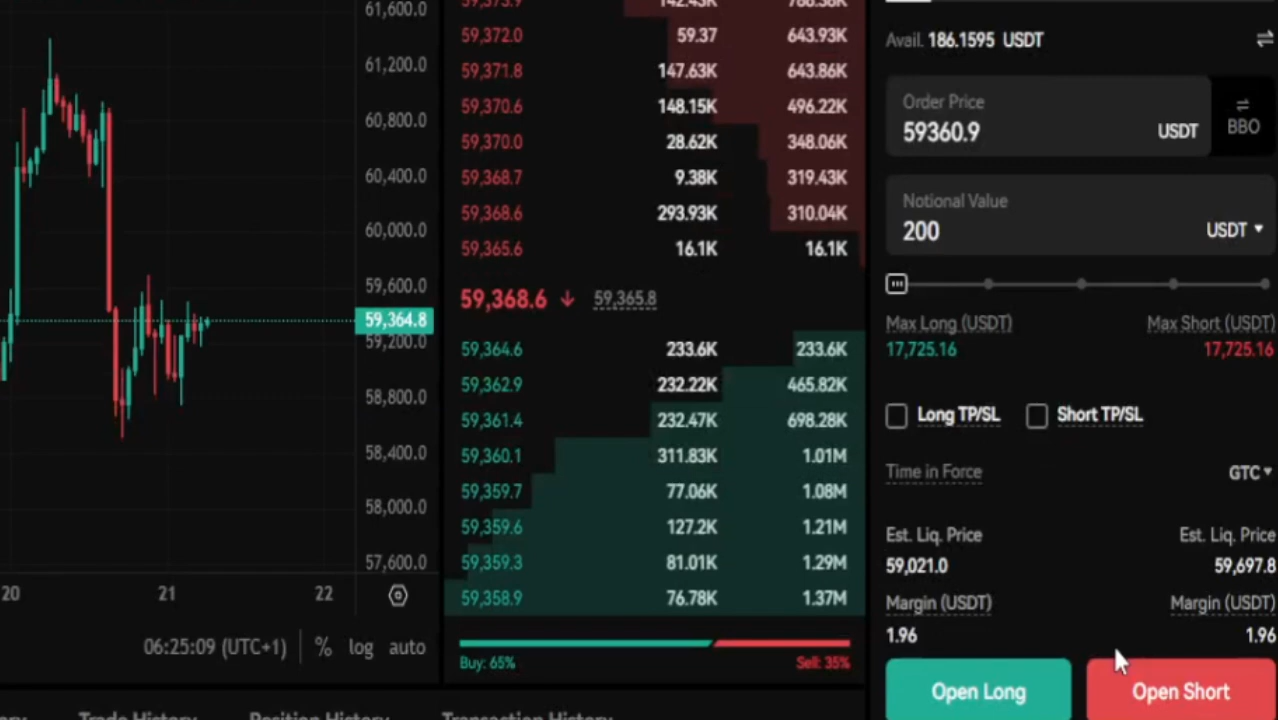 61,600.0
61,200.0
60,800.0
60,400.0
60,000.0
59,600.0
59,364.8
59,200.0
58,800.0
58,400.0
58,000.0
57,600.0
20 21 22
06:25:09 (UTC+1) % log auto
59,372.0 59.37 643.93K
59,371.8 147.63K 643.86K
59,370.6 148.15K 496.22K
59,370.0 28.62K 348.06K
59,368.7 9.38K 319.43K
59,368.6 293.93K 310.04K
59,365.6 16.1K 16.1K
59,368.6 ↓ 59,365.8
59,364.6 233.6K 233.6K
59,362.9 232.22K 465.82K
59,361.4 232.47K 698.28K
59,360.1 311.83K 1.01M
59,359.7 77.06K 1.08M
59,359.6 127.2K 1.21M
59,359.3 81.01K 1.29M
59,358.9 76.78K 1.37M
Buy: 65% Sell: 35%
Avail. 186.1595 USDT
Order Price
59360.9 USDT
BBO
Notional Value
200 USDT
Max Long (USDT) Max Short (USDT)
17,725.16 17,725.16
Long TP/SL Short TP/SL
Time in Force GTC
Est. Liq. Price Est. Liq. Price
59,021.0 59,697.8
Margin (USDT) Margin (USDT)
1.96 1.96
Open Long Open Short
Trade History Position History Transaction History